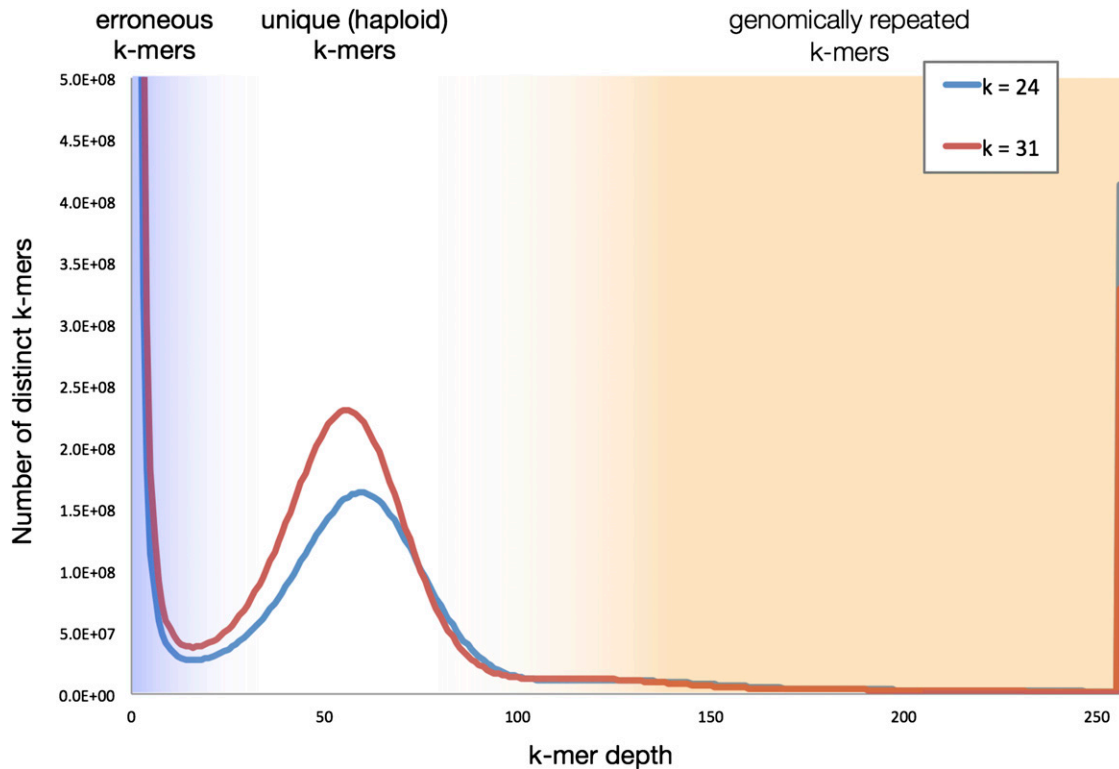 erroneous
k-mers
unique (haploid)
k-mers
genomically repeated
k-mers
k = 24
k = 31
Number of distinct k-mers
5.0E+08
4.5E+08
4.0E+08
3.5E+08
3.0E+08
2.5E+08
2.0E+08
1.5E+08
1.0E+08
5.0E+07
0.0E+00
0 50 100 150 200 250
k-mer depth